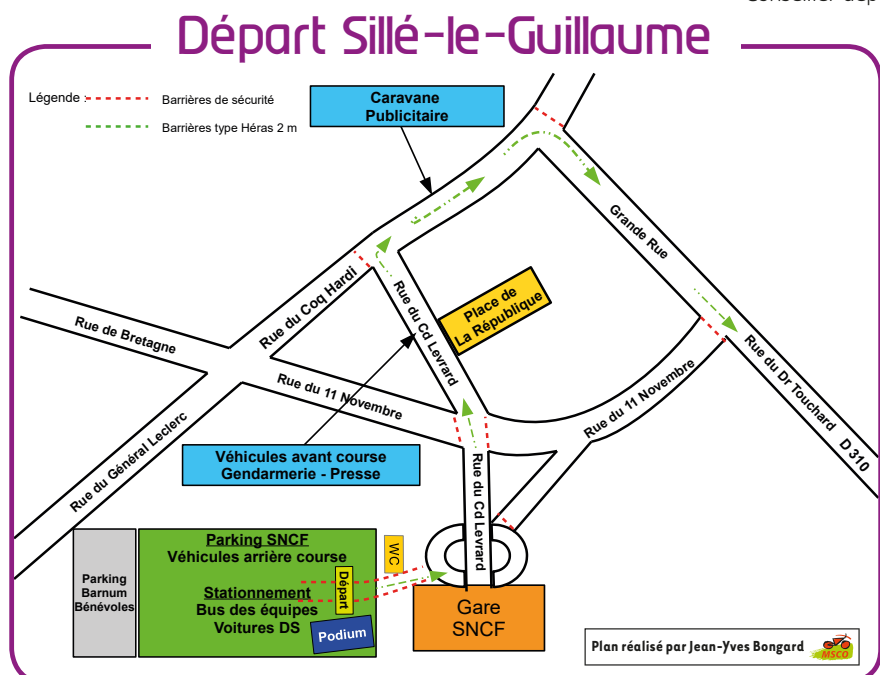 Conseiller dép
Départ Sillé-le-Guillaume
Légende :
Barrières de sécurité
Barrières type Héras 2 m
Caravane
Publicitaire
Grande Rue
Rue du Coq Hardi
Rue du Cd Levrard
Place de
La République
Rue de Bretagne
Rue du 11 Novembre
Rue du 11 Novembre
Rue du Dr Touchard D 310
Rue du Général Leclerc
Véhicules avant course
Gendarmerie - Presse
Rue du Cd Levrard
Parking
Barnum
Bénévoles
Parking SNCF
Véhicules arrière course
Stationnement
Bus des équipes
Voitures DS
Départ
Podium
WC
Gare
SNCF
Plan réalisé par Jean-Yves Bongard
MSCO